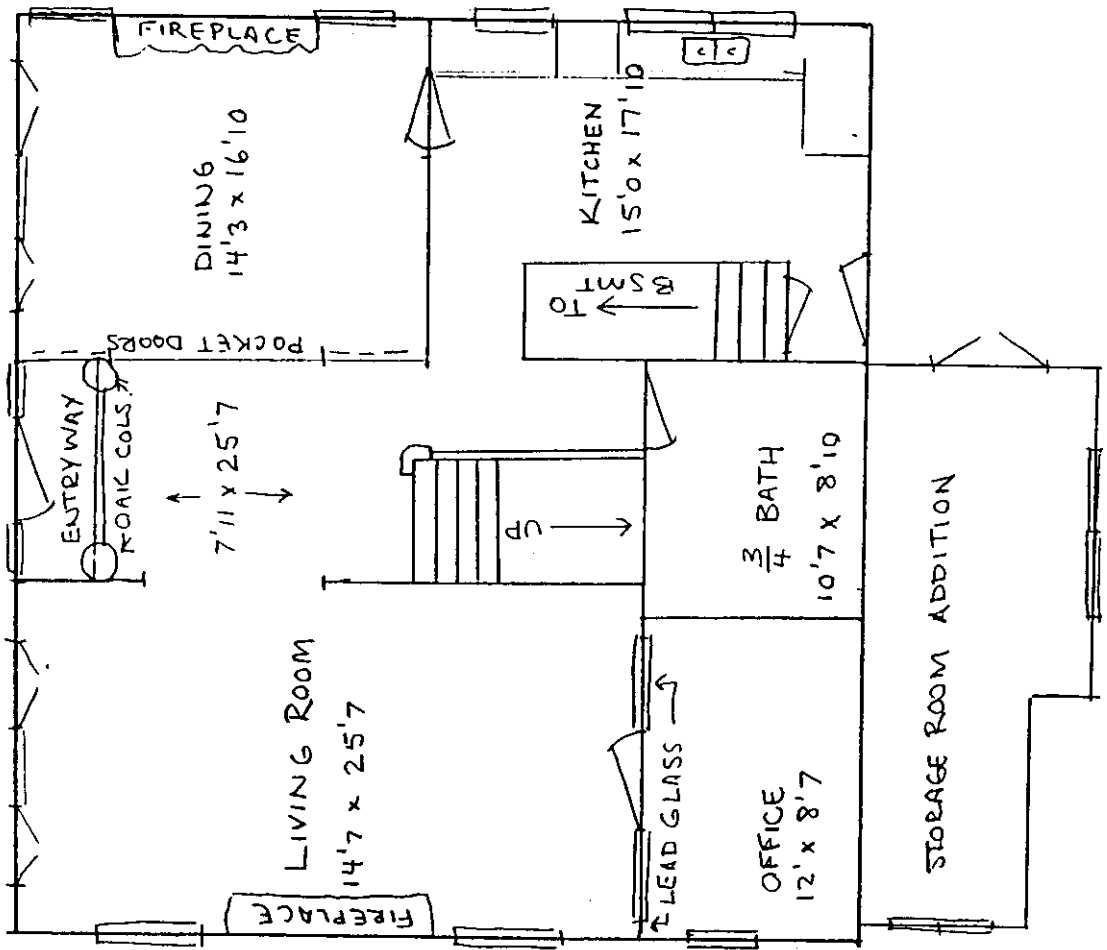 FIREPLACE
DINING
14'3 x 16'10
KITCHEN
15'0 x 17'10
TO
BSMT
POCKET DOORS
ENTRYWAY
OAK COLS.
7'11 x 25'7
UP
3/4 BATH
10'7 x 8'10
LIVING ROOM
14'7 x 25'7
FIREPLACE
LEAD GLASS
OFFICE
12' x 8'7
STORAGE ROOM ADDITION